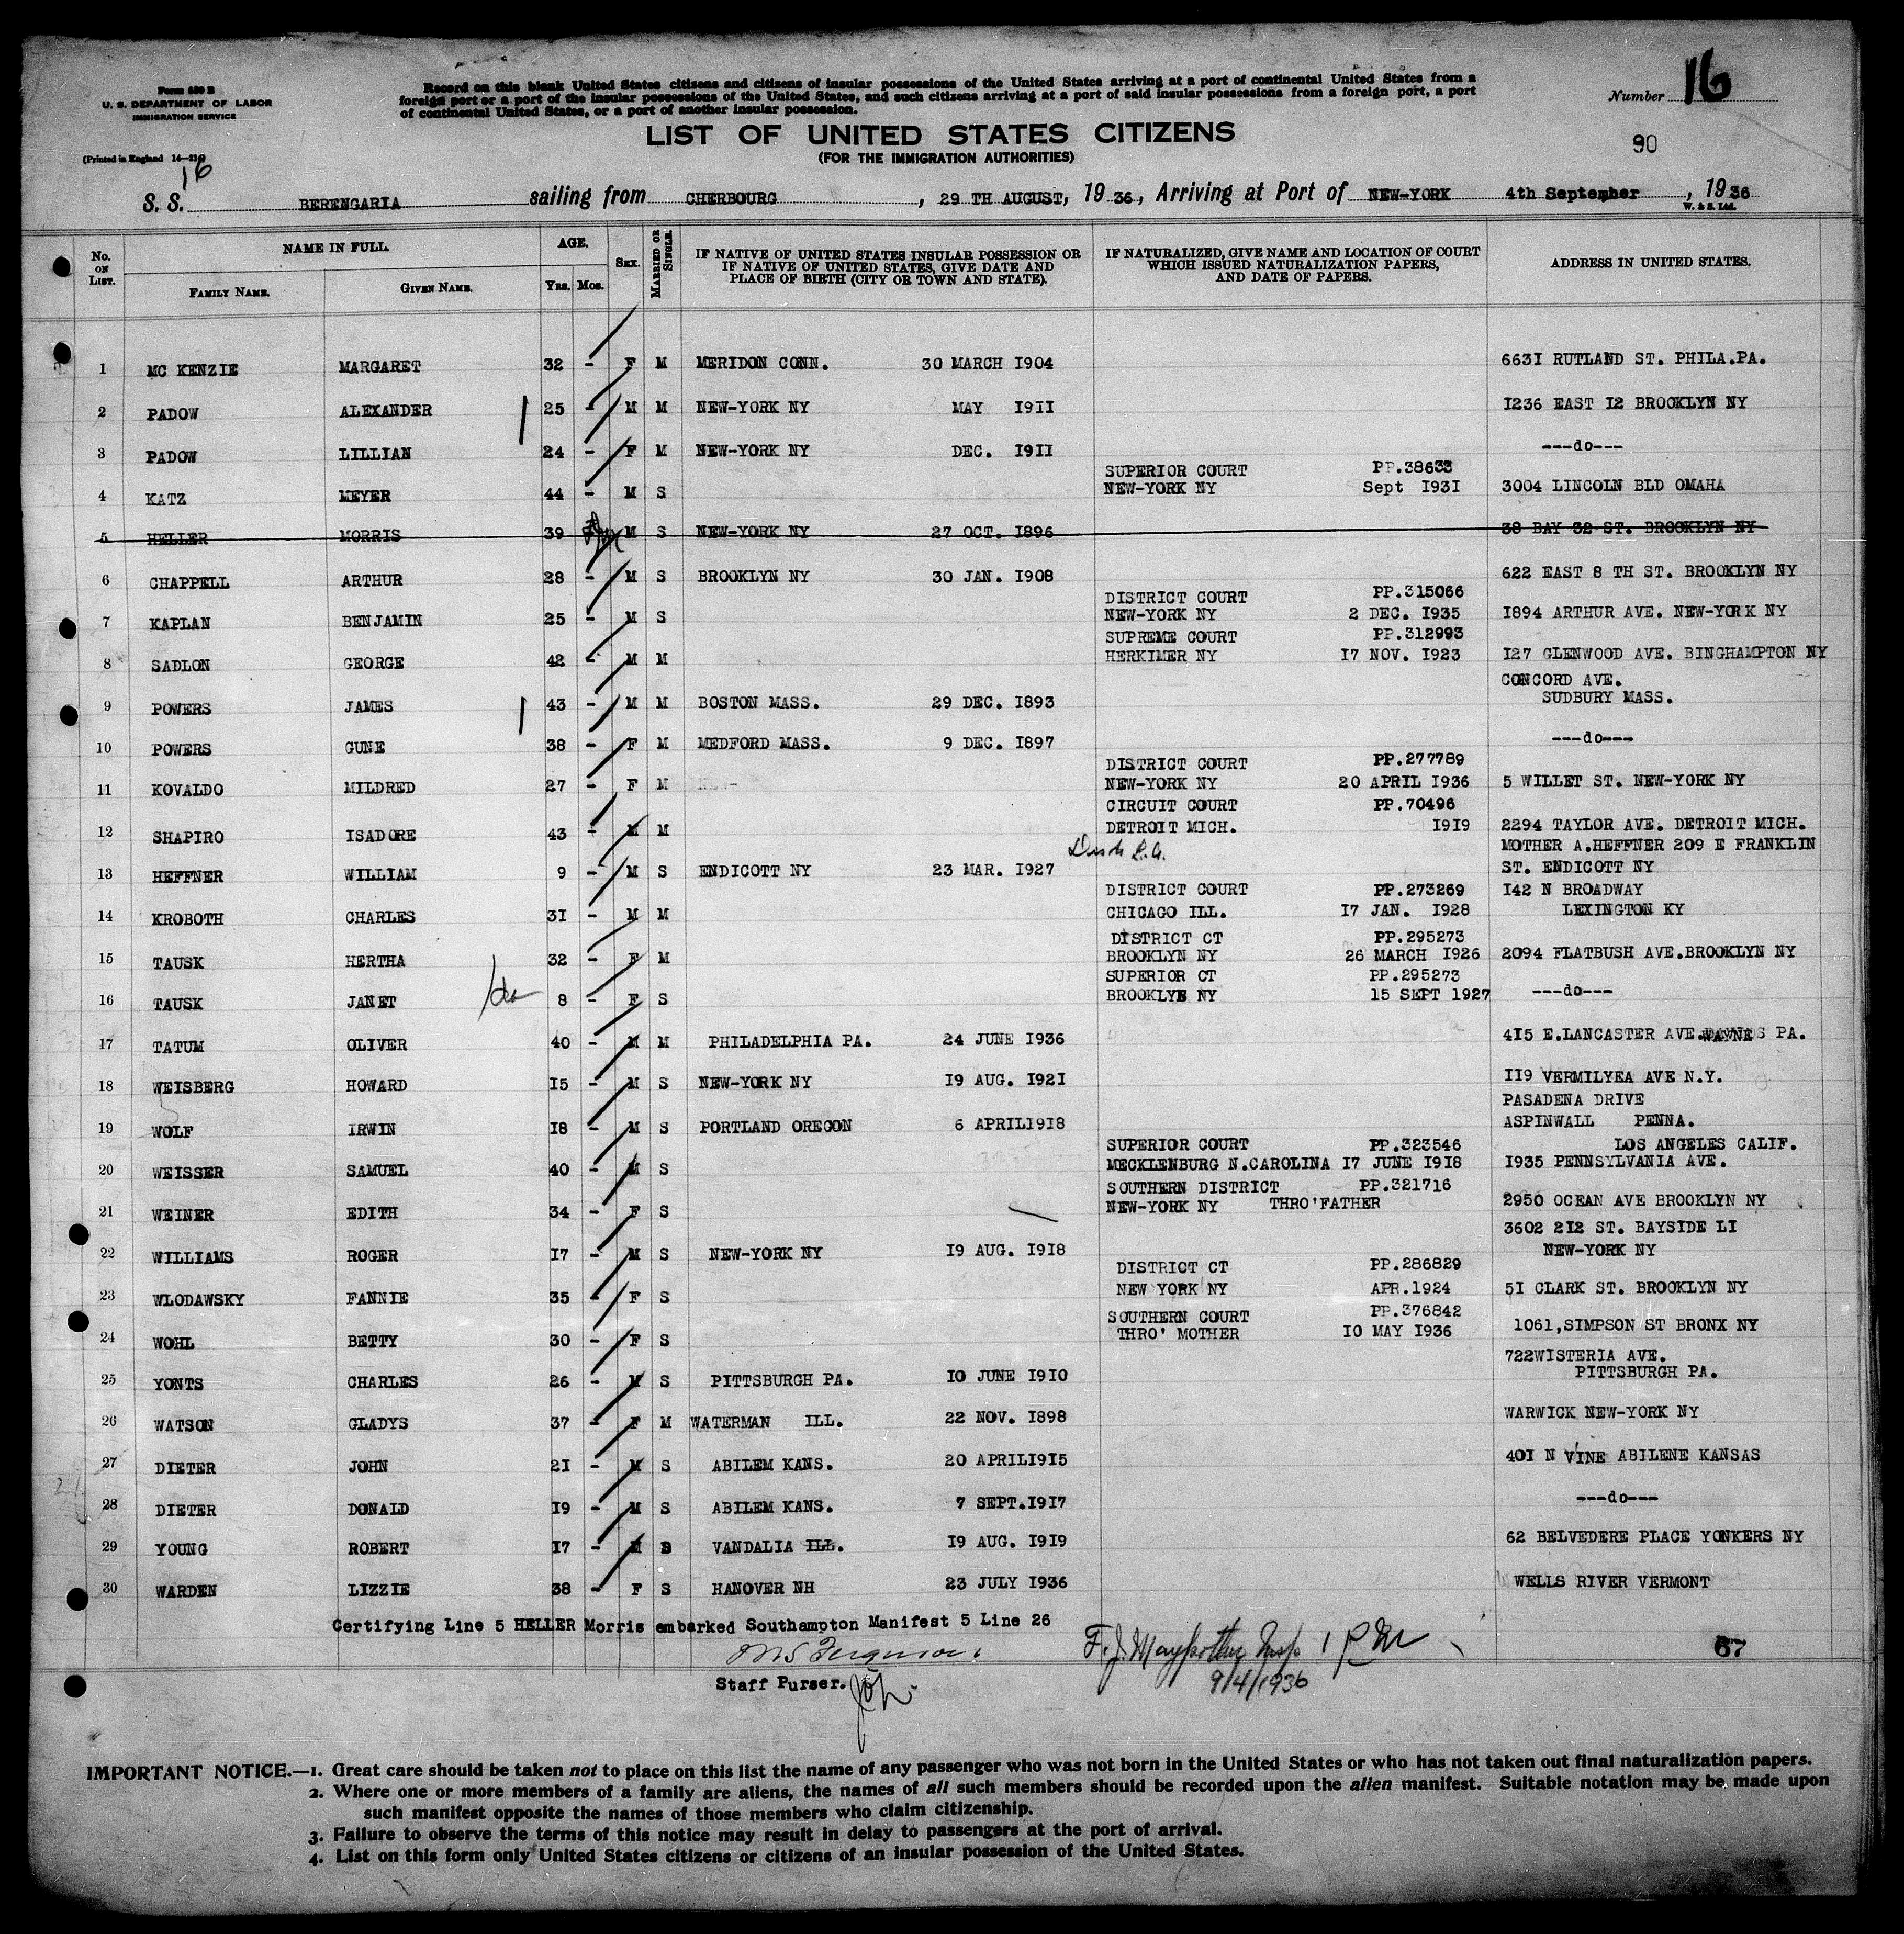 Form 630 B
U. S. DEPARTMENT OF LABOR
IMMIGRATION SERVICE
(Printed in England 14—21)
16
Record on this blank United States citizens and citizens of insular possessions of the United States arriving at a port of continental United States from a
foreign port or a port of the insular possessions of the United States, and such citizens arriving at a port of said insular possessions from a foreign port, a port
of continental United States, or a port of another insular possession.
Number 16
LIST OF UNITED STATES CITIZENS
(FOR THE IMMIGRATION AUTHORITIES)
90
S. S. BERENGARIA sailing from CHERBOURG , 29 TH AUGUST, 19 36, Arriving at Port of NEW-YORK 4th September , 19 36
W. & S. Ltd.
No. ON LIST. NAME IN FULL. FAMILY NAME. GIVEN NAME. AGE. YRS. MOS. SEX. MARRIED OR SINGLE. IF NATIVE OF UNITED STATES INSULAR POSSESSION OR IF NATIVE OF UNITED STATES, GIVE DATE AND PLACE OF BIRTH (CITY OR TOWN AND STATE). IF NATURALIZED, GIVE NAME AND LOCATION OF COURT WHICH ISSUED NATURALIZATION PAPERS, AND DATE OF PAPERS. ADDRESS IN UNITED STATES.
1 MC KENZIE MARGARET 32 - F M MERIDON CONN. 30 MARCH 1904 6631 RUTLAND ST. PHILA.PA.
2 PADOW ALEXANDER 25 - M M NEW-YORK NY MAY 1911 1236 EAST 12 BROOKLYN NY
3 PADOW LILLIAN 24 - F M NEW-YORK NY DEC. 1911 ---do---
SUPERIOR COURT PP.38633
4 KATZ MEYER 44 - M S NEW-YORK NY Sept 1931 3004 LINCOLN BLD OMAHA
5 HELLER MORRIS 39 M S NEW-YORK NY 27 OCT. 1896 38 BAY 32 ST. BROOKLYN NY
6 CHAPPELL ARTHUR 28 - M S BROOKLYN NY 30 JAN. 1908 622 EAST 8 TH ST. BROOKLYN NY
DISTRICT COURT PP.315066
7 KAPLAN BENJAMIN 25 - M S NEW-YORK NY 2 DEC. 1935 1894 ARTHUR AVE. NEW-YORK NY
SUPREME COURT PP.312993
8 SADLON GEORGE 42 - M M HERKIMER NY 17 NOV. 1923 127 GLENWOOD AVE. BINGHAMPTON NY
CONCORD AVE.
9 POWERS JAMES 43 - M M BOSTON MASS. 29 DEC. 1893 SUDBURY MASS.
10 POWERS GUNE 38 - F M MEDFORD MASS. 9 DEC. 1897 ---do---
DISTRICT COURT PP.277789
11 KOVALDO MILDRED 27 - F M NEW-YORK NY 20 APRIL 1936 5 WILLET ST. NEW-YORK NY
CIRCUIT COURT PP.70496
12 SHAPIRO ISADORE 43 - M M DETROIT MICH. 1919 2294 TAYLOR AVE. DETROIT MICH.
MOTHER A.HEFFNER 209 E FRANKLIN
13 HEFFNER WILLIAM 9 - M S ENDICOTT NY 23 MAR. 1927 ST. ENDICOTT NY
DISTRICT COURT PP.273269 142 N BROADWAY
14 KROBOTH CHARLES 31 - M M CHICAGO ILL. 17 JAN. 1928 LEXINGTON KY
DISTRICT CT PP.295273
15 TAUSK HERTHA 32 - F M BROOKLYN NY 26 MARCH 1926 2094 FLATBUSH AVE.BROOKLYN NY
SUPERIOR CT PP.295273
16 TAUSK JANET 8 - F S BROOKLYN NY 15 SEPT 1927 ---do---
17 TATUM OLIVER 40 - M M PHILADELPHIA PA. 24 JUNE 1936 415 E.LANCASTER AVE. PA.
18 WEISBERG HOWARD 15 - M S NEW-YORK NY 19 AUG. 1921 119 VERMILYEA AVE N.Y.
PASADENA DRIVE
19 WOLF IRWIN 18 - M S PORTLAND OREGON 6 APRIL1918 ASPINWALL PENNA.
SUPERIOR COURT PP.323546 LOS ANGELES CALIF.
20 WEISSER SAMUEL 40 - M S MECKLENBURG N.CAROLINA 17 JUNE 1918 1935 PENNSYLVANIA AVE.
SOUTHERN DISTRICT PP.321716
21 WEINER EDITH 34 - F S NEW-YORK NY THRO'FATHER 2950 OCEAN AVE BROOKLYN NY
3602 212 ST. BAYSIDE LI
22 WILLIAMS ROGER 17 - M S NEW-YORK NY 19 AUG. 1918 NEW-YORK NY
DISTRICT CT PP.286829
23 WLODAWSKY FANNIE 35 - F S NEW YORK NY APR.1924 51 CLARK ST. BROOKLYN NY
SOUTHERN COURT PP.376842
24 WOHL BETTY 30 - F S THRO' MOTHER 10 MAY 1936 1061,SIMPSON ST BRONX NY
722WISTERIA AVE.
25 YONTS CHARLES 26 - M S PITTSBURGH PA. 10 JUNE 1910 PITTSBURGH PA.
26 WATSON GLADYS 37 - F M WATERMAN ILL. 22 NOV. 1898 WARWICK NEW-YORK NY
27 DIETER JOHN 21 - M S ABILEM KANS. 20 APRIL1915 401 N VINE ABILENE KANSAS
28 DIETER DONALD 19 - M S ABILEM KANS. 7 SEPT.1917 ---do---
29 YOUNG ROBERT 17 - M S VANDALIA ILL. 19 AUG. 1919 62 BELVEDERE PLACE YONKERS NY
30 WARDEN LIZZIE 38 - F S HANOVER NH 23 JULY 1936 WELLS RIVER VERMONT
Certifying Line 5 HELLER Morris embarked Southampton Manifest 5 Line 26
Ferguson
67
Staff Purser.
9/4/1936
IMPORTANT NOTICE.—1. Great care should be taken not to place on this list the name of any passenger who was not born in the United States or who has not taken out final naturalization papers.
2. Where one or more members of a family are aliens, the names of all such members should be recorded upon the alien manifest. Suitable notation may be made upon
such manifest opposite the names of those members who claim citizenship.
3. Failure to observe the terms of this notice may result in delay to passengers at the port of arrival.
4. List on this form only United States citizens or citizens of an insular possession of the United States.